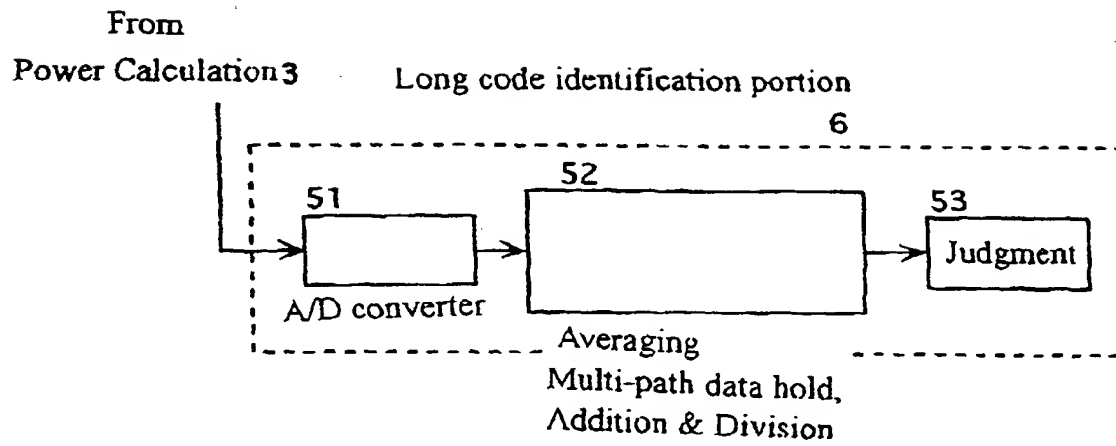 From
Power Calculation 3
Long code identification portion
6
51
52
53
Judgment
A/D converter
Averaging
Multi-path data hold,
Addition & Division